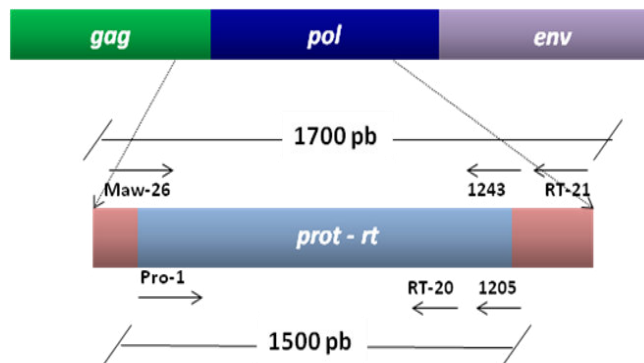 gag pol env
1700 pb
Maw-26 1243 RT-21
prot - rt
Pro-1 RT-20 1205
1500 pb